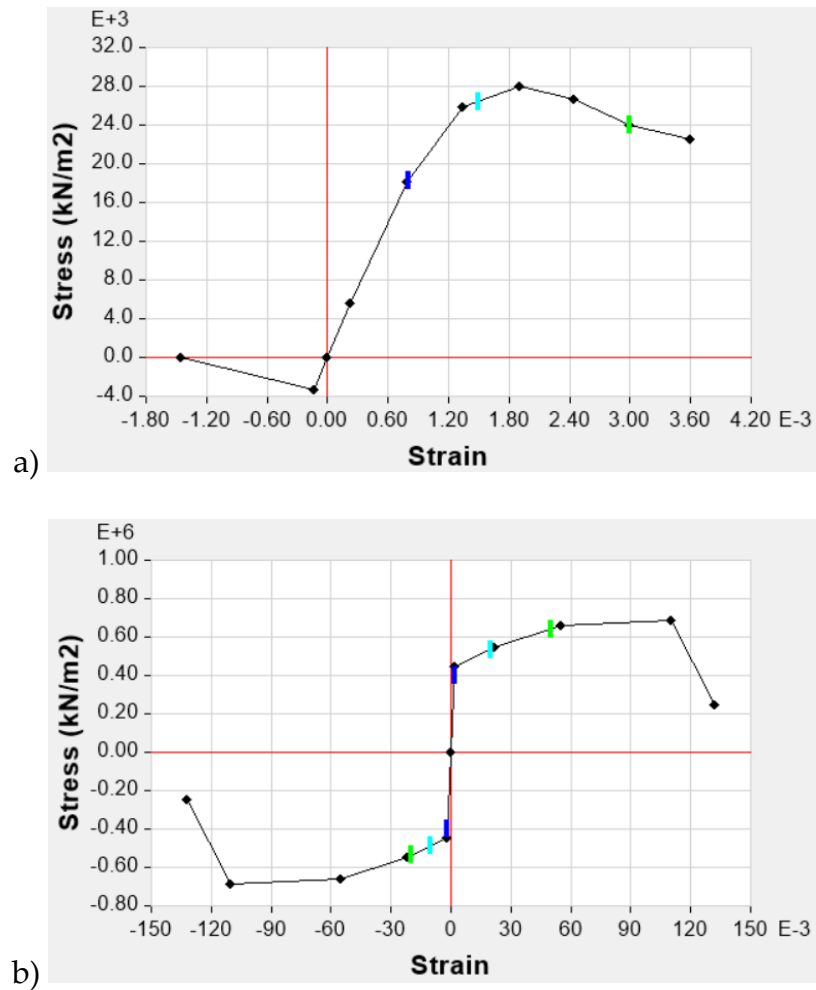 E+3
32.0
28.0
24.0
20.0
16.0
12.0
8.0
4.0
0.0
-4.0
Stress (kN/m2)
-1.80 -1.20 -0.60 0.00 0.60 1.20 1.80 2.40 3.00 3.60 4.20 E-3
Strain
a)
E+6
1.00
0.80
0.60
0.40
0.20
0.00
-0.20
-0.40
-0.60
-0.80
Stress (kN/m2)
-150 -120 -90 -60 -30 0 30 60 90 120 150 E-3
Strain
b)